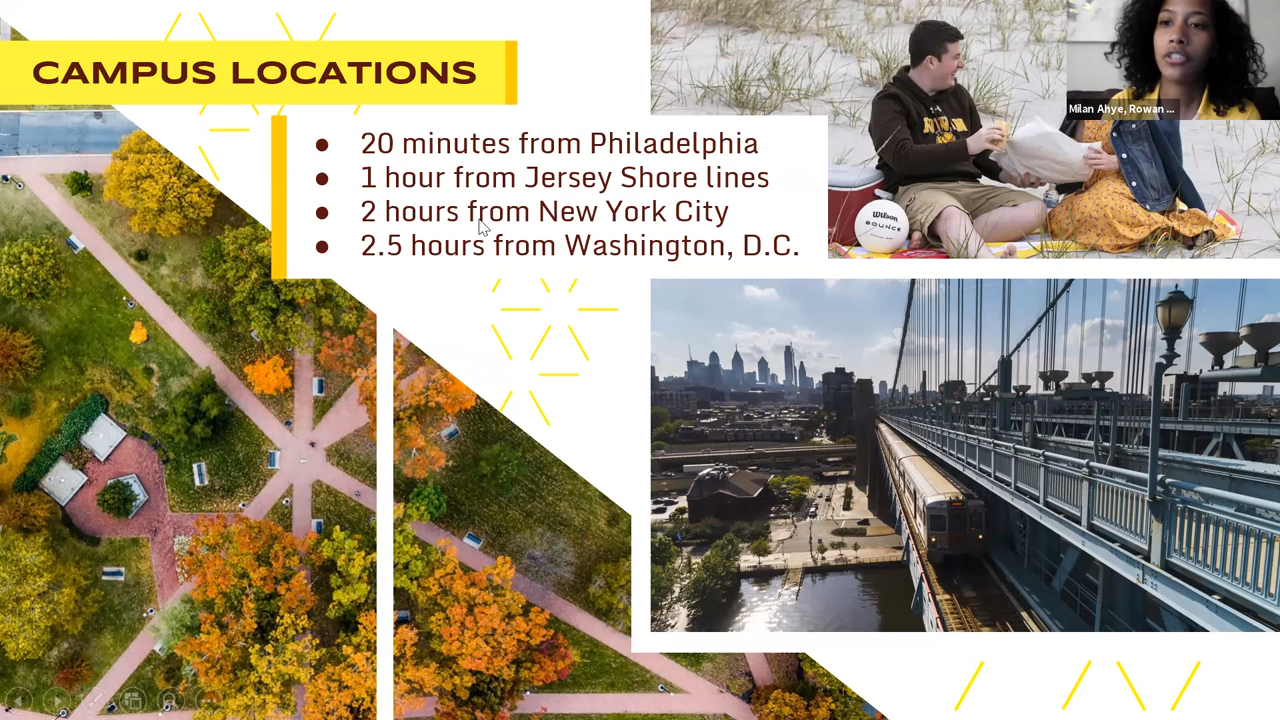 CAMPUS LOCATIONS
● 20 minutes from Philadelphia
● 1 hour from Jersey Shore lines
● 2 hours from New York City
● 2.5 hours from Washington, D.C.
Milan Ahye, Rowan ...
Wilson
BOUNCE